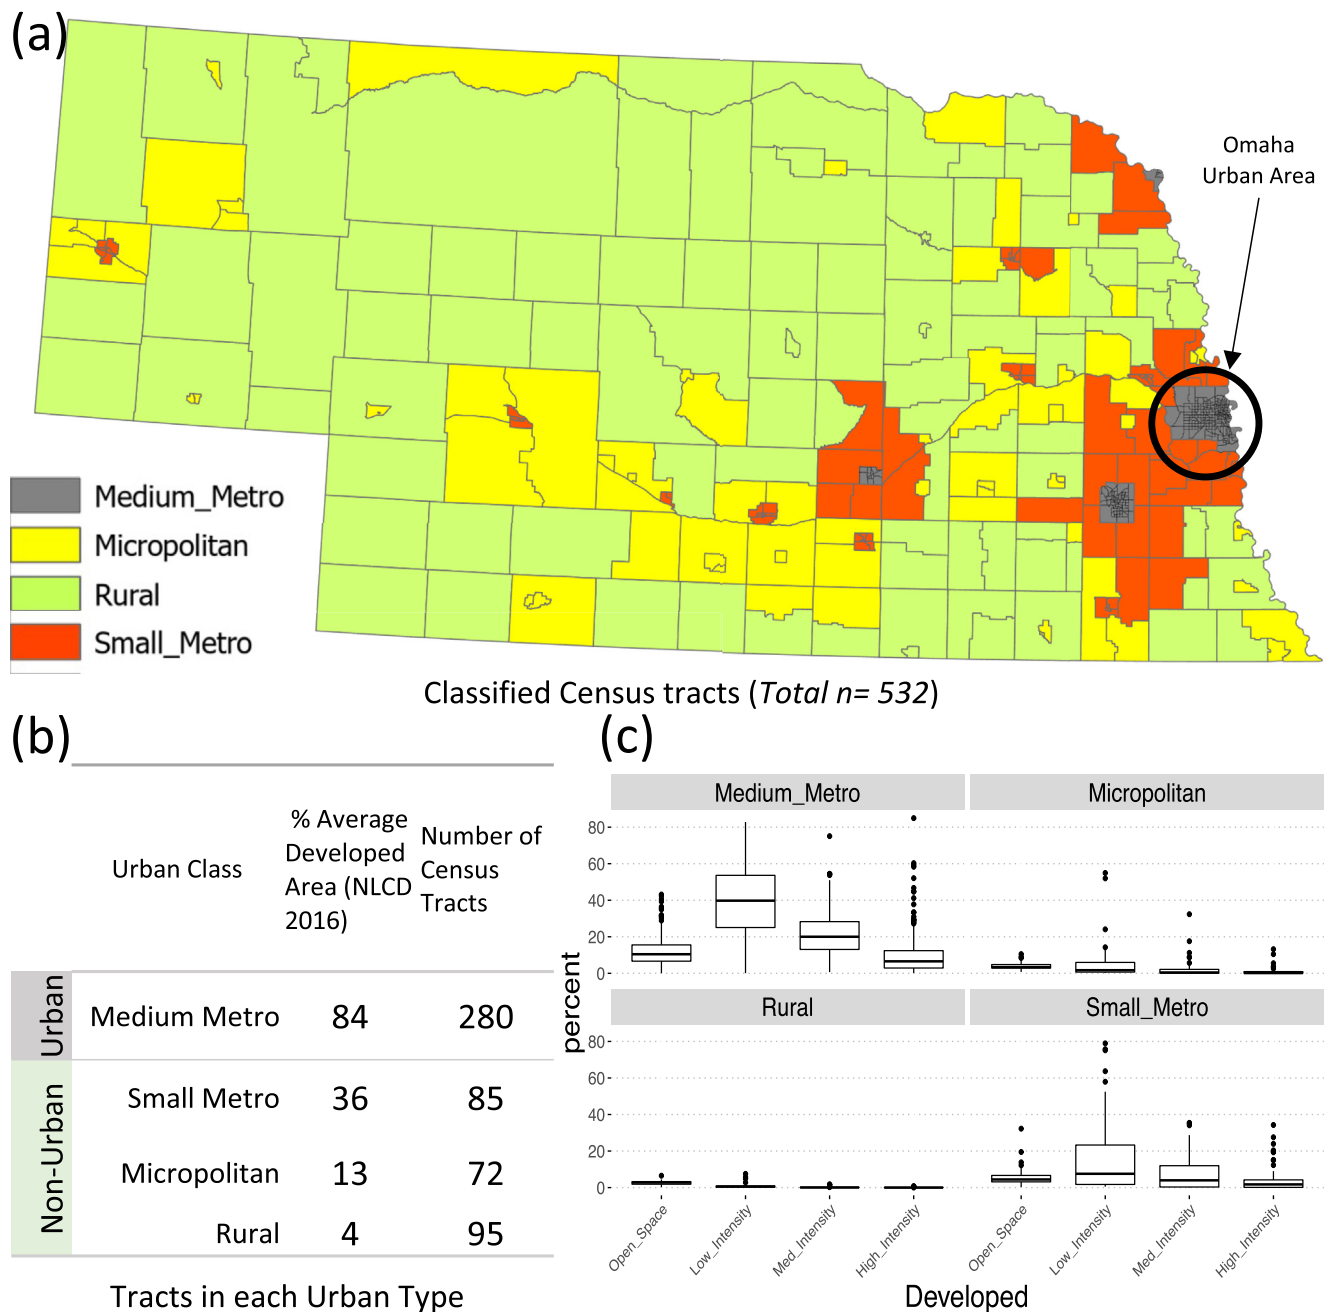 (a)
Omaha
Urban Area
Medium_Metro
Micropolitan
Rural
Small_Metro
Classified Census tracts (Total n= 532)
(b)
Urban Class
% Average
Developed
Area (NLCD
2016)
Number of
Census
Tracts
Urban
Medium Metro 84 280
Non-Urban
Small Metro 36 85
Micropolitan 13 72
Rural 4 95
Tracts in each Urban Type
(c)
Medium_Metro
Micropolitan
80
60
40
20
0
percent
Rural
Small_Metro
80
60
40
20
0
Open_Space
Low_Intensity
Med_Intensity
High_Intensity
Open_Space
Low_Intensity
Med_Intensity
High_Intensity
Developed